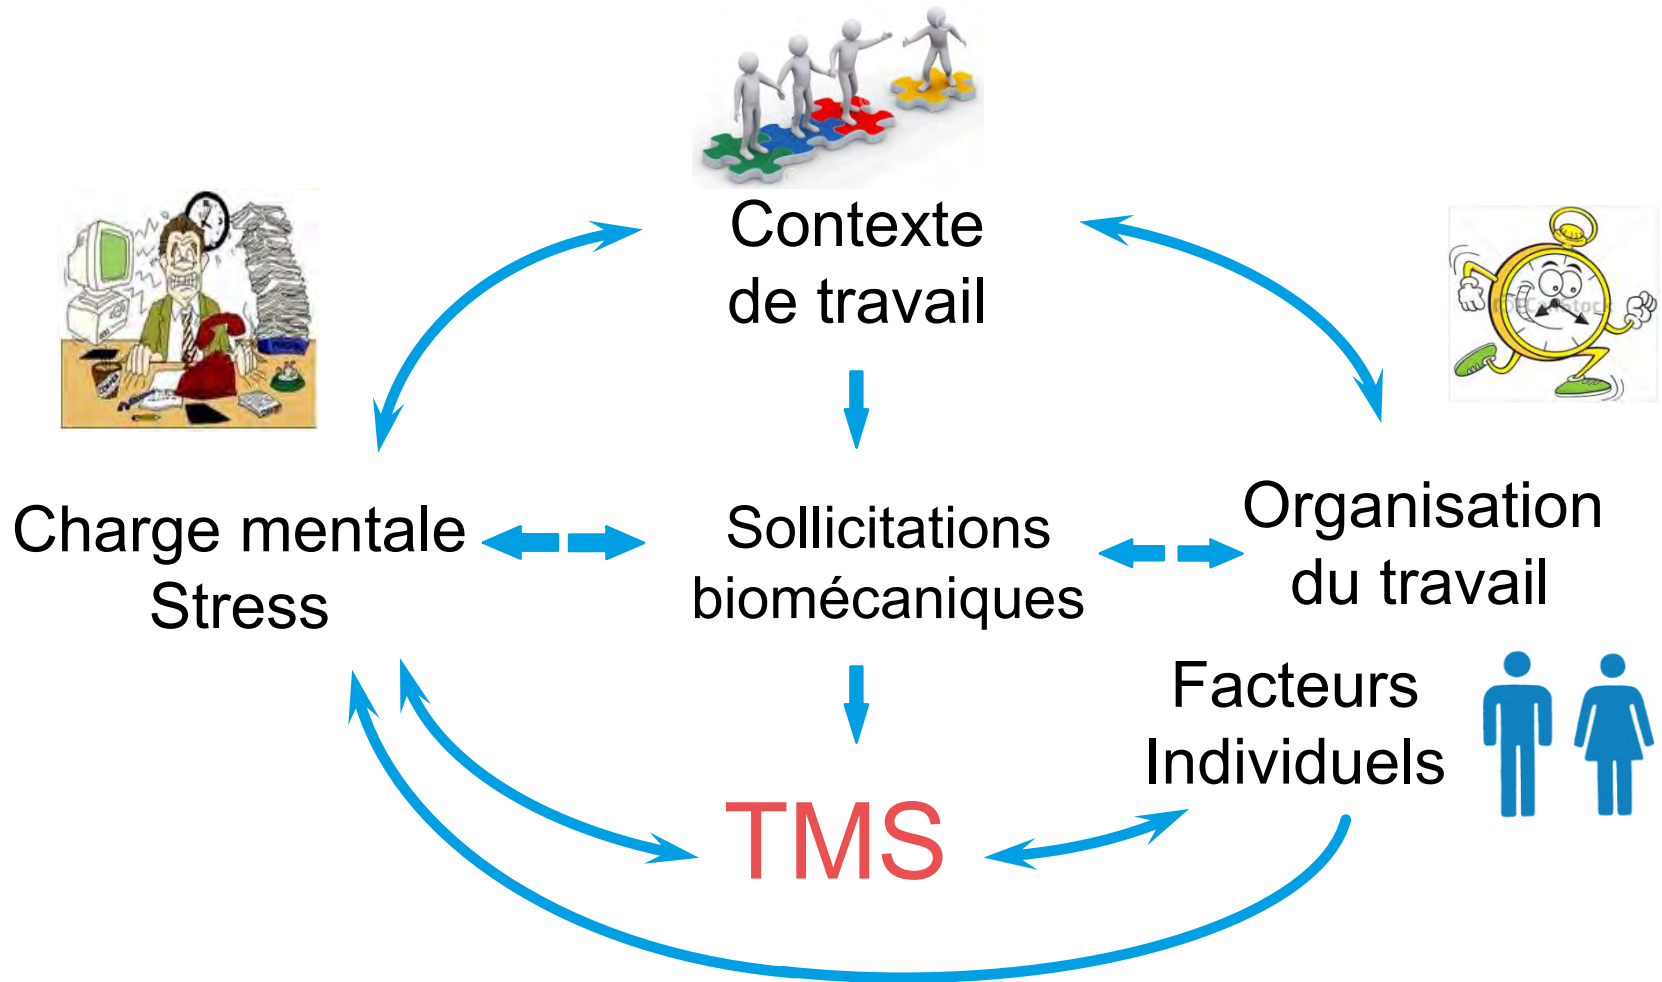 Contexte
de travail
Charge mentale
Stress
Sollicitations
biomécaniques
Organisation
du travail
Facteurs
Individuels
TMS